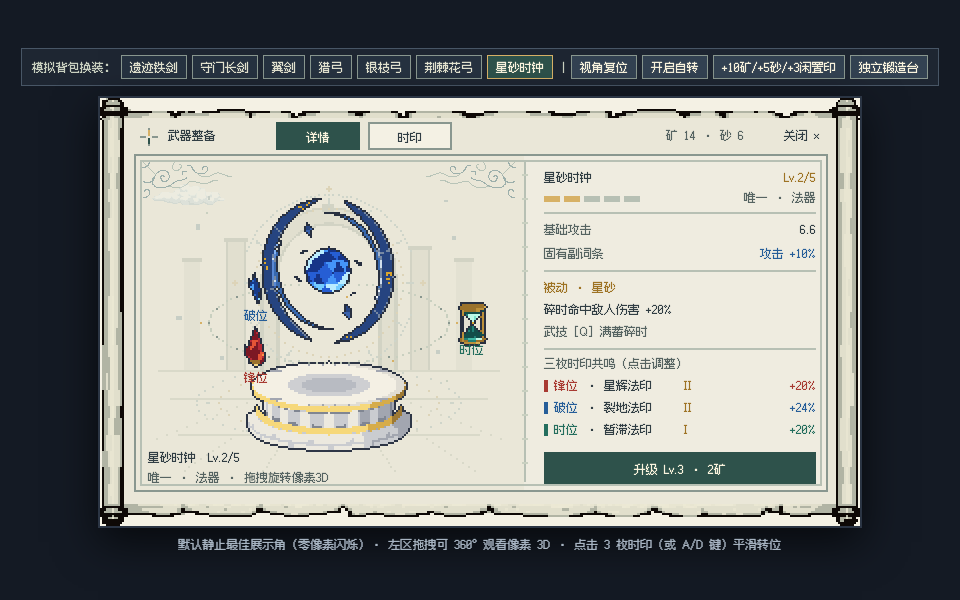 模拟背包换装: 遗迹铁剑 守门长剑 翼剑 猎弓 银枝弓 荆棘花弓 星砂时钟 | 视角复位 开启自转 +10矿/+5砂/+3闲置印 独立锻造台
武器整备 详情 时印 矿 14 · 砂 6 关闭 ×
星砂时钟 Lv.2/5
唯一 · 法器
基础攻击 6.6
固有副词条 攻击 +10%
被动 · 星砂
碎时命中敌人伤害 +20%
武技 [Q] 满蓄碎时
三枚时印共鸣 (点击调整)
锋位 · 星辉法印 II +20%
破位 · 裂地法印 II +24%
时位 · 暂滞法印 I +20%
升级 Lv.3 · 2矿
破位
时位
锋位
星砂时钟 Lv.2/5
唯一 · 法器 · 拖拽旋转像素3D
默认静止最佳展示角 (零像素闪烁) · 左区拖拽可 360° 观看像素 3D · 点击 3 枚时印 (或 A/D 键) 平滑转位